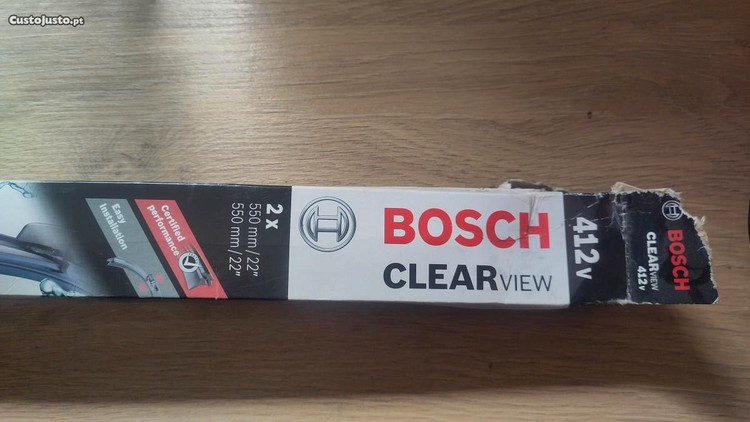 CustoJusto.pt
Easy
Installation
Certified
performance
2 x
550 mm / 22"
550 mm / 22"
BOSCH
CLEARVIEW
412V
BOSCH
CLEARVIEW
412V